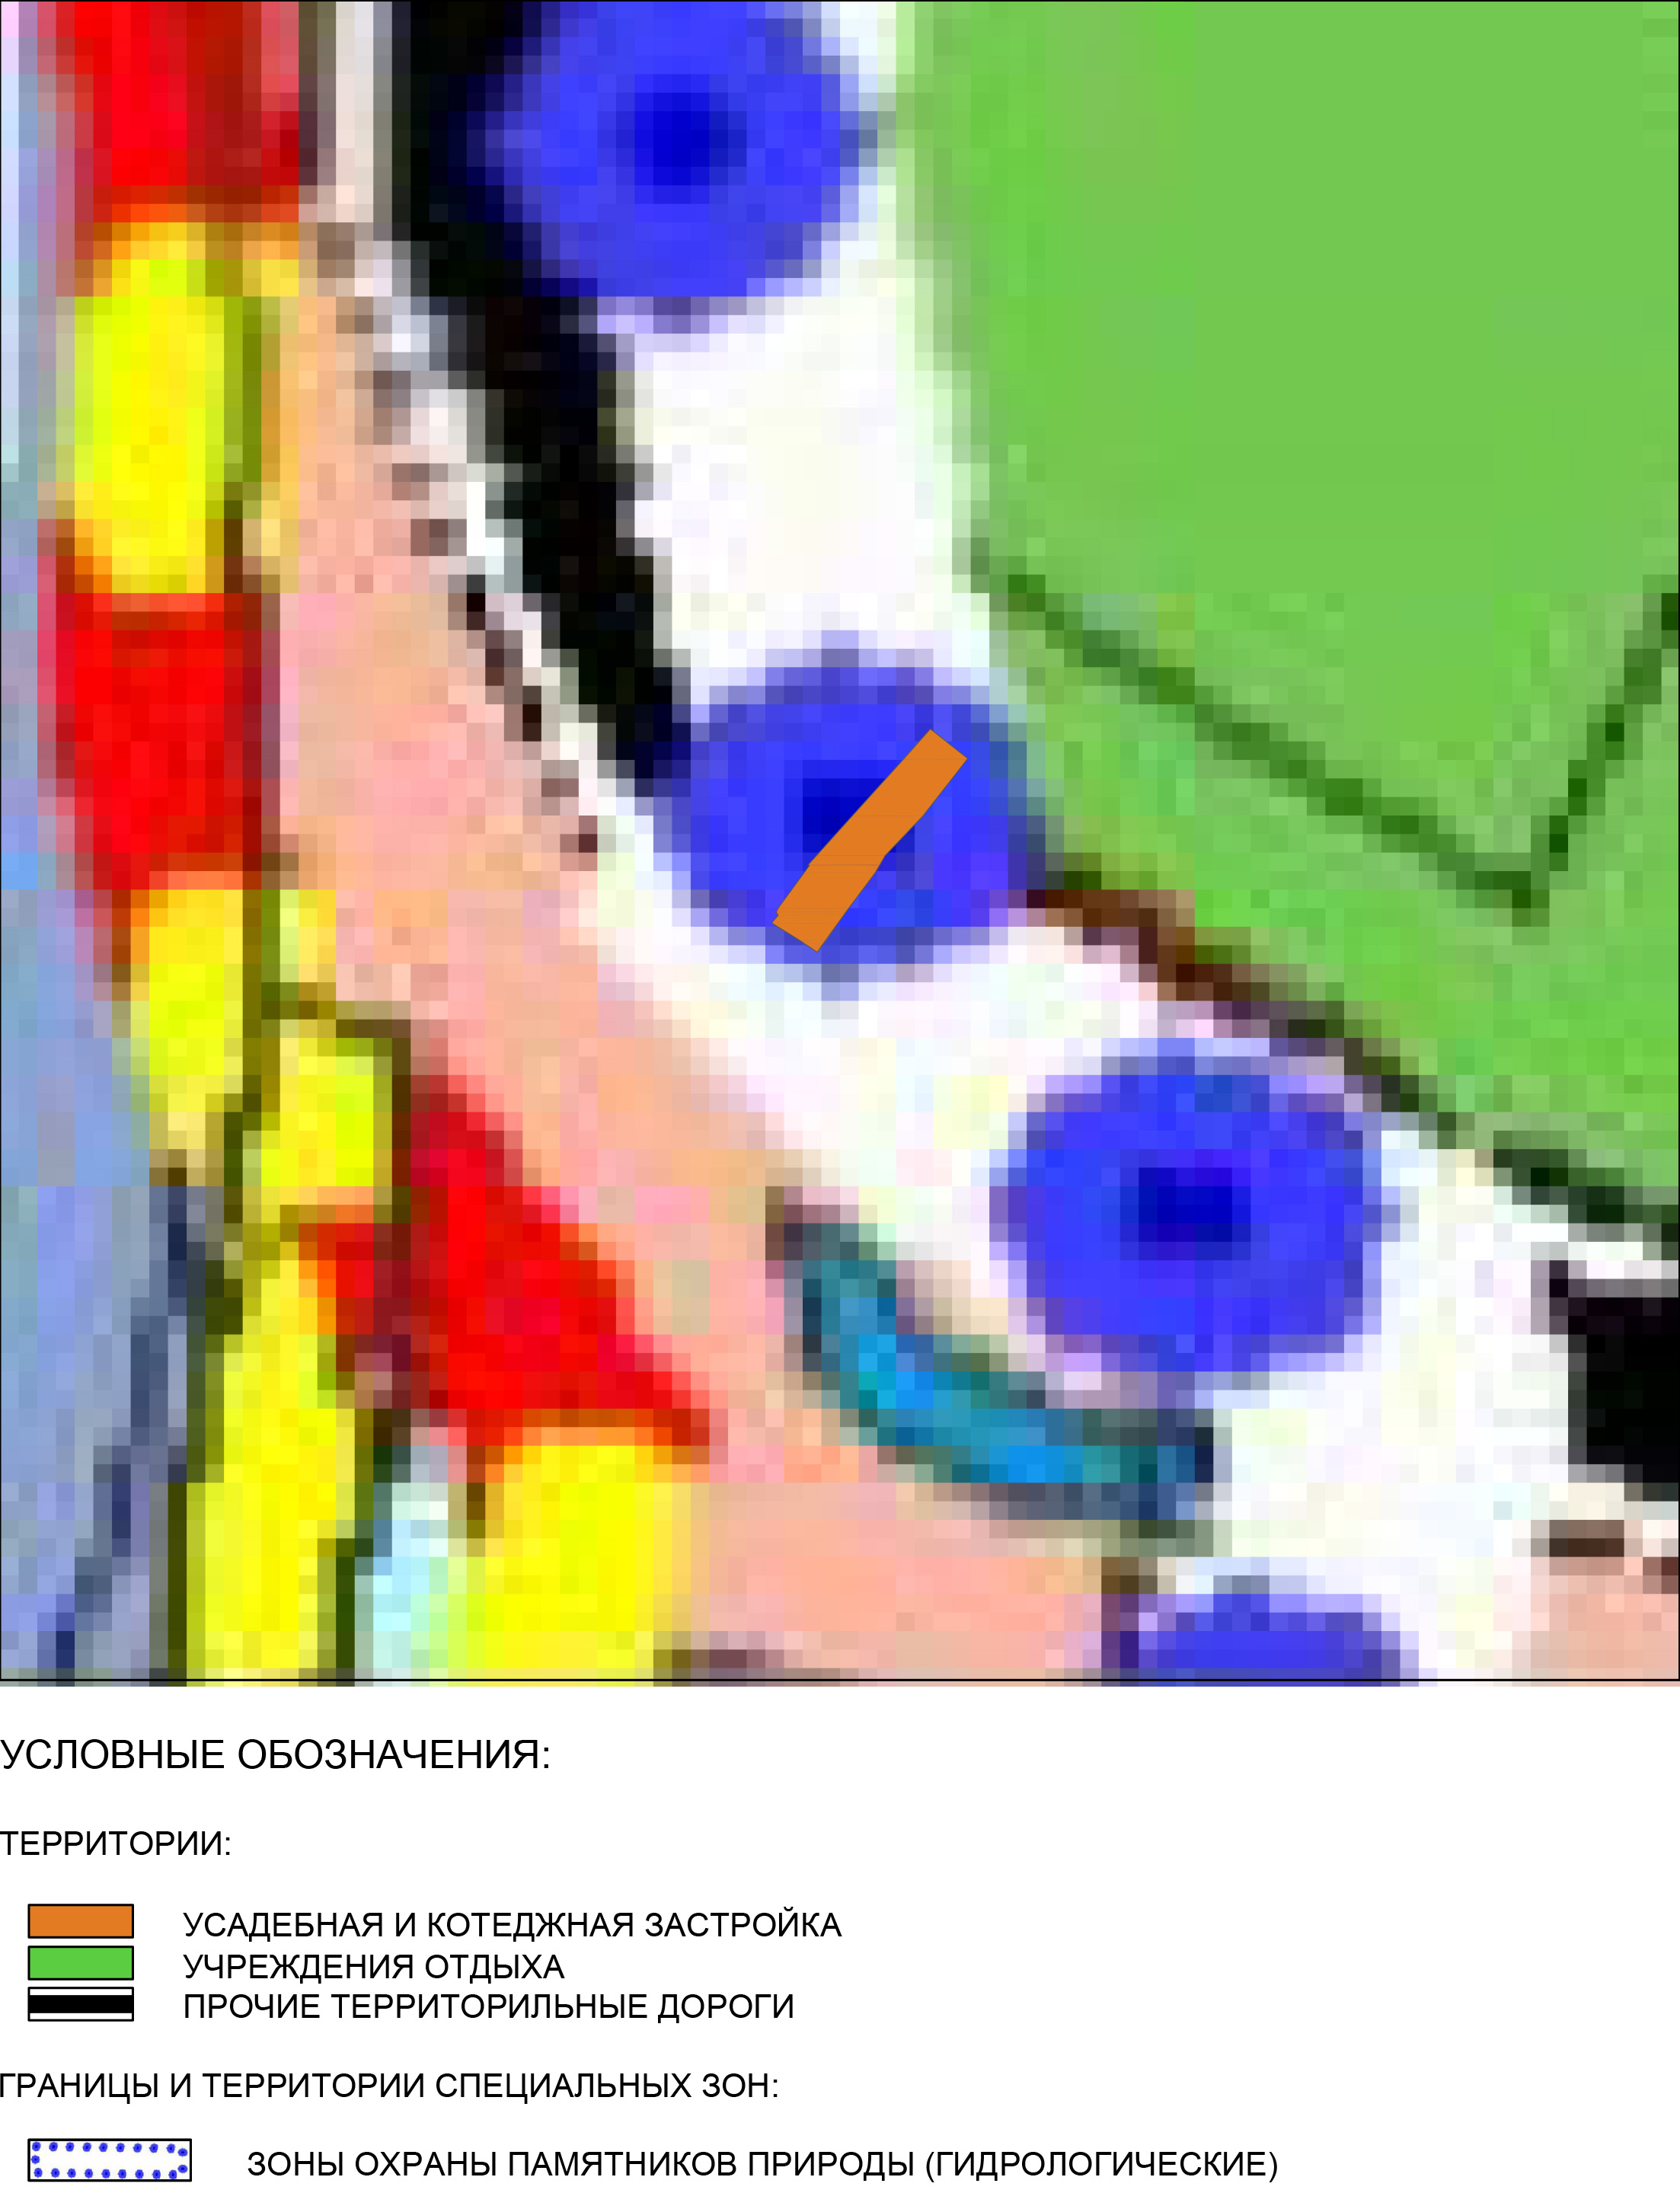 УСЛОВНЫЕ ОБОЗНАЧЕНИЯ:
ТЕРРИТОРИИ:
УСАДЕБНАЯ И КОТЕДЖНАЯ ЗАСТРОЙКА
УЧРЕЖДЕНИЯ ОТДЫХА
ПРОЧИЕ ТЕРРИТОРИЛЬНЫЕ ДОРОГИ
ГРАНИЦЫ И ТЕРРИТОРИИ СПЕЦИАЛЬНЫХ ЗОН:
ЗОНЫ ОХРАНЫ ПАМЯТНИКОВ ПРИРОДЫ (ГИДРОЛОГИЧЕСКИЕ)